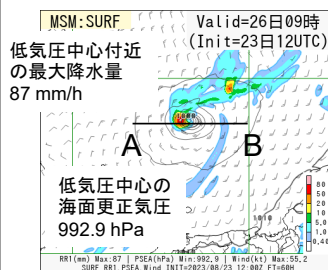 MSM:SURF
Valid=26日09時
(Init=23日12UTC)
低気圧中心付近
の最大降水量
87 mm/h
1000
A
B
低気圧中心の
海面更正気圧
992.9 hPa
1010
80
50
20
10
5
1
0.4
RR1(mm) Max:87 | PSEA(hPa) Min:992.9 | Wind(kt) Max:55.2
SURF RR1 PSEA Wind INIT=2023/08/23 12:00Z FT=60H